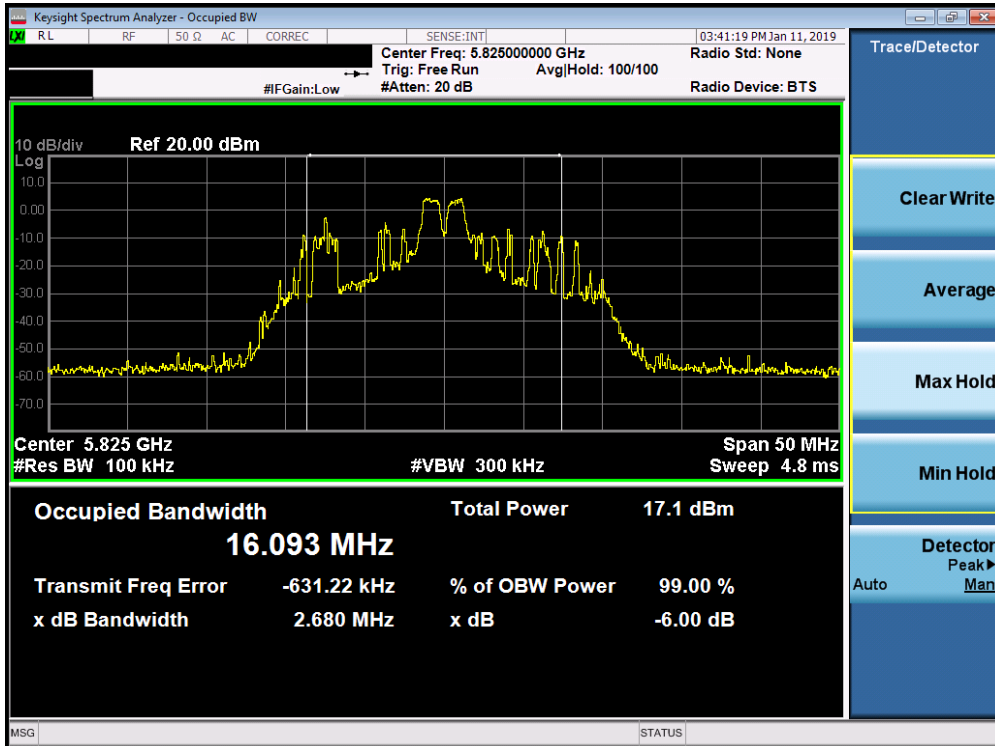 Keysight Spectrum Analyzer - Occupied BW
LXI RL RF 50 Ω AC CORREC SENSE:INT 03:41:19 PM Jan 11, 2019
Center Freq: 5.825000000 GHz Radio Std: None
Trig: Free Run Avg|Hold: 100/100
#IFGain:Low #Atten: 20 dB Radio Device: BTS
10 dB/div Ref 20.00 dBm
Log
10.0
0.00
-10.0
-20.0
-30.0
-40.0
-50.0
-60.0
-70.0
Center 5.825 GHz Span 50 MHz
#Res BW 100 kHz #VBW 300 kHz Sweep 4.8 ms
Occupied Bandwidth Total Power 17.1 dBm
16.093 MHz
Transmit Freq Error -631.22 kHz % of OBW Power 99.00 %
x dB Bandwidth 2.680 MHz x dB -6.00 dB
MSG STATUS
Trace/Detector
Clear Write
Average
Max Hold
Min Hold
Detector
Peak▶
Auto Man